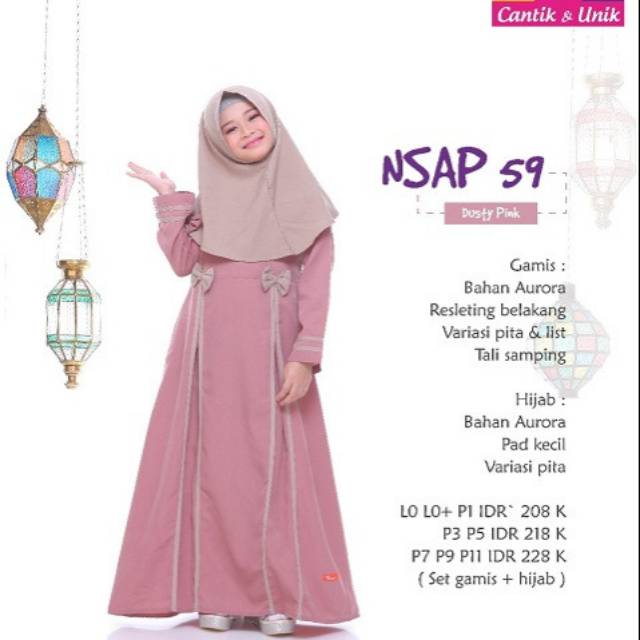 Cantik & Unik
NSAP 59
Dusty Pink
Gamis :
Bahan Aurora
Resleting belakang
Variasi pita & list
Tali samping
Hijab :
Bahan Aurora
Pad kecil
Variasi pita
L0 L0+ P1 IDR` 208 K
P3 P5 IDR 218 K
P7 P9 P11 IDR 228 K
( Set gamis + hijab )